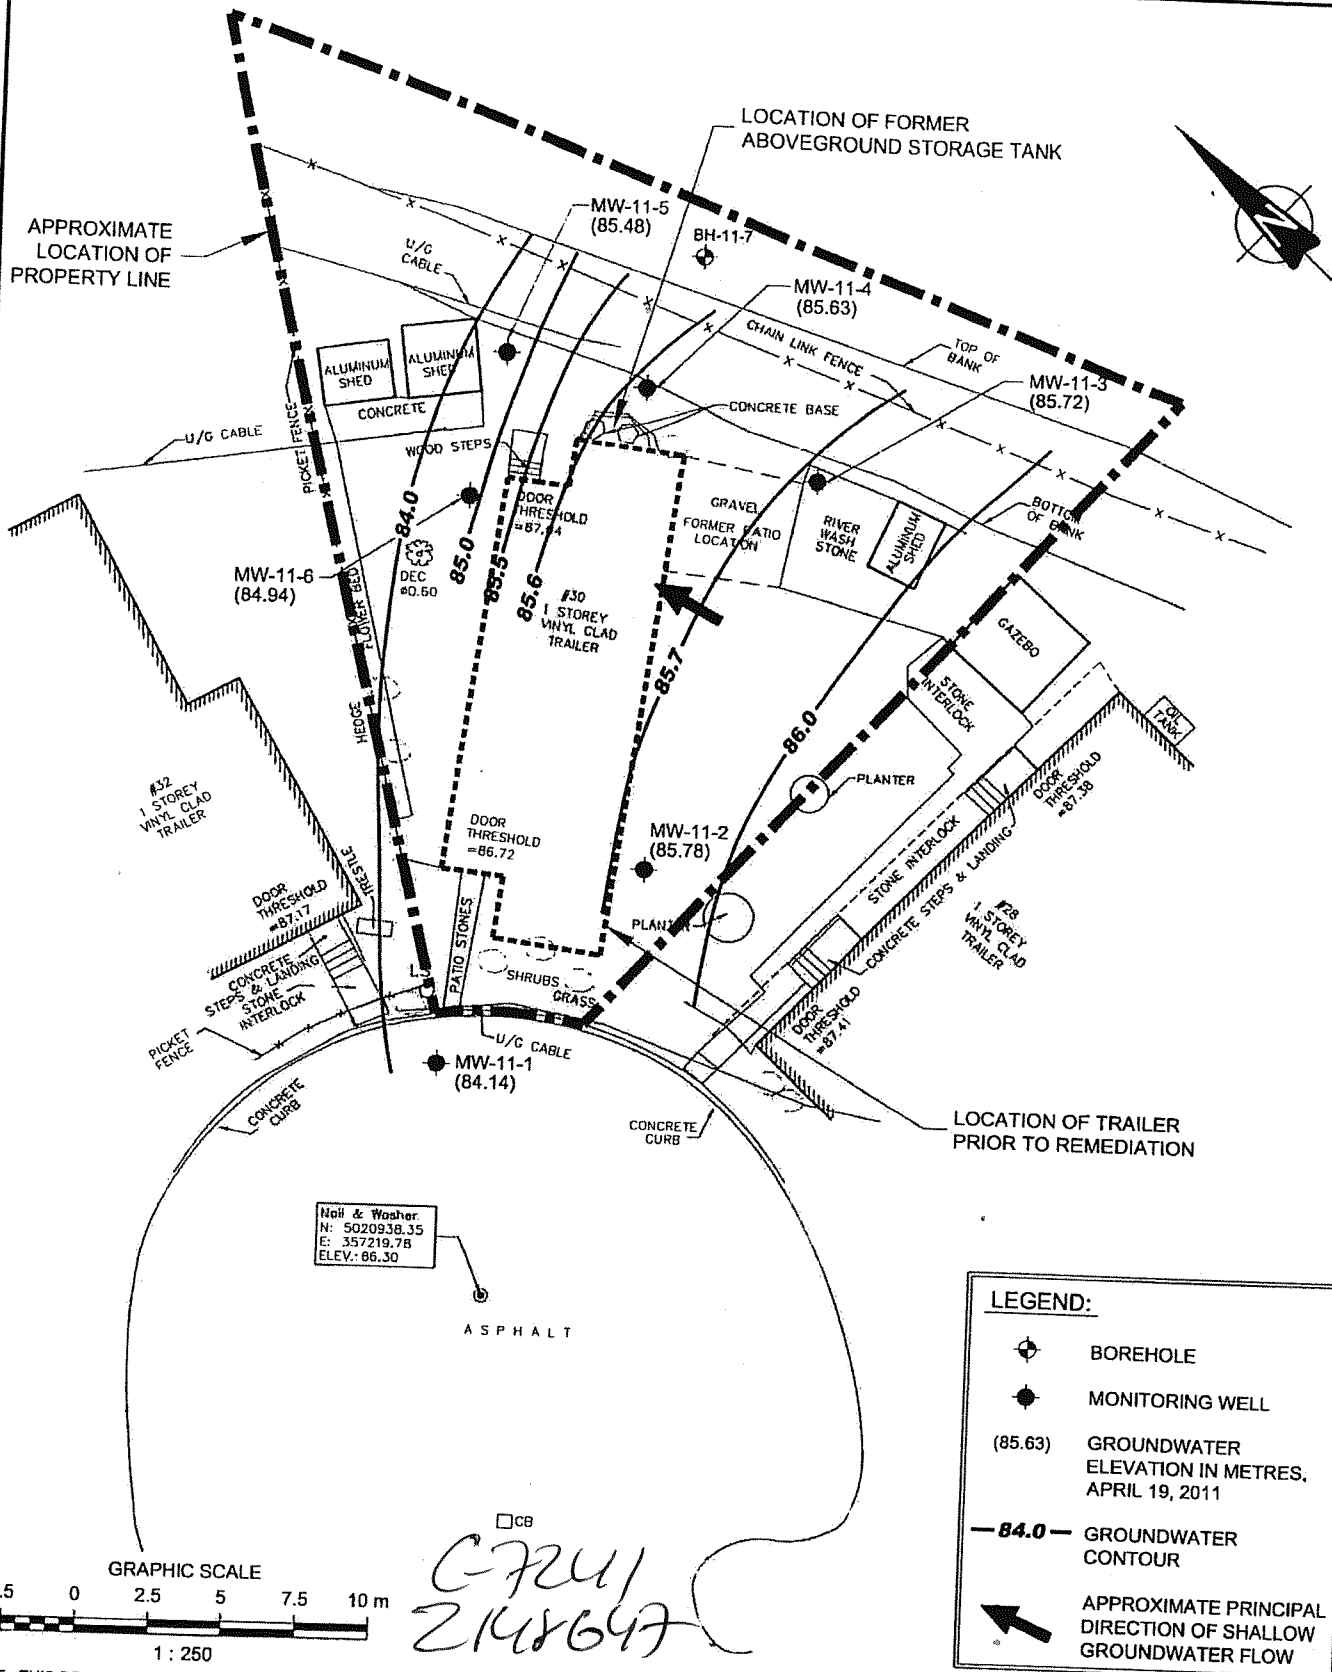 LOCATION OF FORMER
ABOVEGROUND STORAGE TANK
APPROXIMATE
LOCATION OF
PROPERTY LINE
MW-11-5
(85.48)
BH-11-7
U/G
CABLE
MW-11-4
(85.63)
N
CHAIN LINK FENCE
TOP OF
BANK
MW-11-3
(85.72)
ALUMINUM
SHED
ALUMINUM
SHED
CONCRETE
CONCRETE BASE
U/G CABLE
PICKET FENCE
WOOD STEPS
DOOR
THRESHOLD
=87.04
GRAVEL
FORMER PATIO
LOCATION
RIVER
WASH
STONE
ALUMINUM
SHED
BOTTOM
OF BANK
84.0
85.0
85.5
85.6
MW-11-6
(84.94)
DEC
ø0.60
FLOWER BED
#30
1 STOREY
VINYL CLAD
TRAILER
GAZEBO
85.7
STONE
INTERLOCK
86.0
OIL
TANK
HEDGE
#32
1 STOREY
VINYL CLAD
TRAILER
PLANTER
DOOR
THRESHOLD
=87.38
DOOR
THRESHOLD
=86.72
MW-11-2
(85.78)
STONE INTERLOCK
CONCRETE STEPS & LANDING
TRESTLE
DOOR
THRESHOLD
=87.17
#28
1 STOREY
VINYL CLAD
TRAILER
PLANTER
PATIO STONES
CONCRETE
STEPS & LANDING
STONE
INTERLOCK
LS
SHRUBS
GRASS
DOOR
THRESHOLD
=87.41
PICKET
FENCE
U/G CABLE
MW-11-1
(84.14)
CONCRETE
CURB
CONCRETE
CURB
LOCATION OF TRAILER
PRIOR TO REMEDIATION
Nail & Washer
N: 5020938.35
E: 357219.78
ELEV.: 86.30
ASPHALT
LEGEND:
BOREHOLE
MONITORING WELL
(85.63) GROUNDWATER
ELEVATION IN METRES,
APRIL 19, 2011
84.0 GROUNDWATER
CONTOUR
APPROXIMATE PRINCIPAL
DIRECTION OF SHALLOW
GROUNDWATER FLOW
CB
C-7241
Z148647
GRAPHIC SCALE
.5 0 2.5 5 7.5 10 m
1 : 250